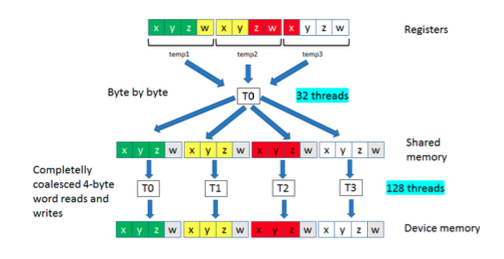 x y z w x y z w x y z w Registers
temp1 temp2 temp3
Byte by byte T0 32 threads
x y z w x y z w x y z w x y z w Shared
memory
Completelly
coalesced 4-byte
word reads and
writes
T0 T1 T2 T3 128 threads
x y z w x y z w x y z w x y z w Device memory